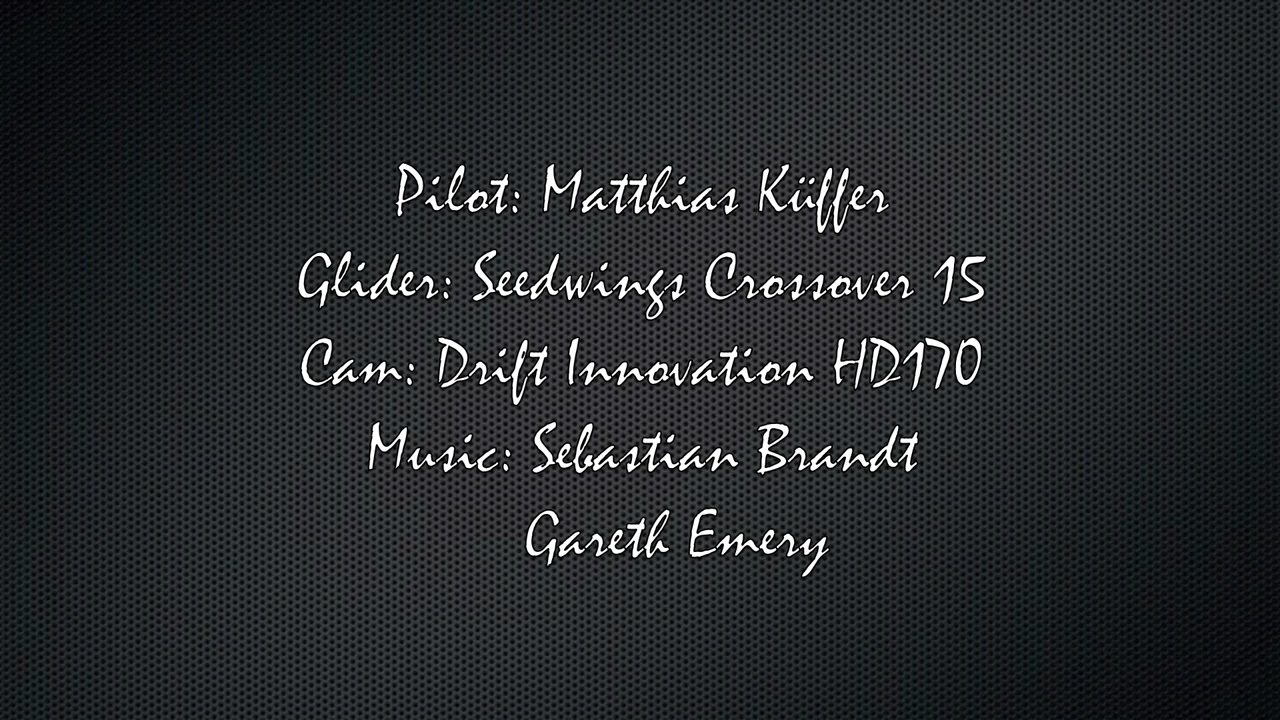 Pilot: Matthias Küffer
Glider: Seedwings Crossover 15
Cam: Drift Innovation HD170
Music: Sebastian Brandt
Gareth Emery